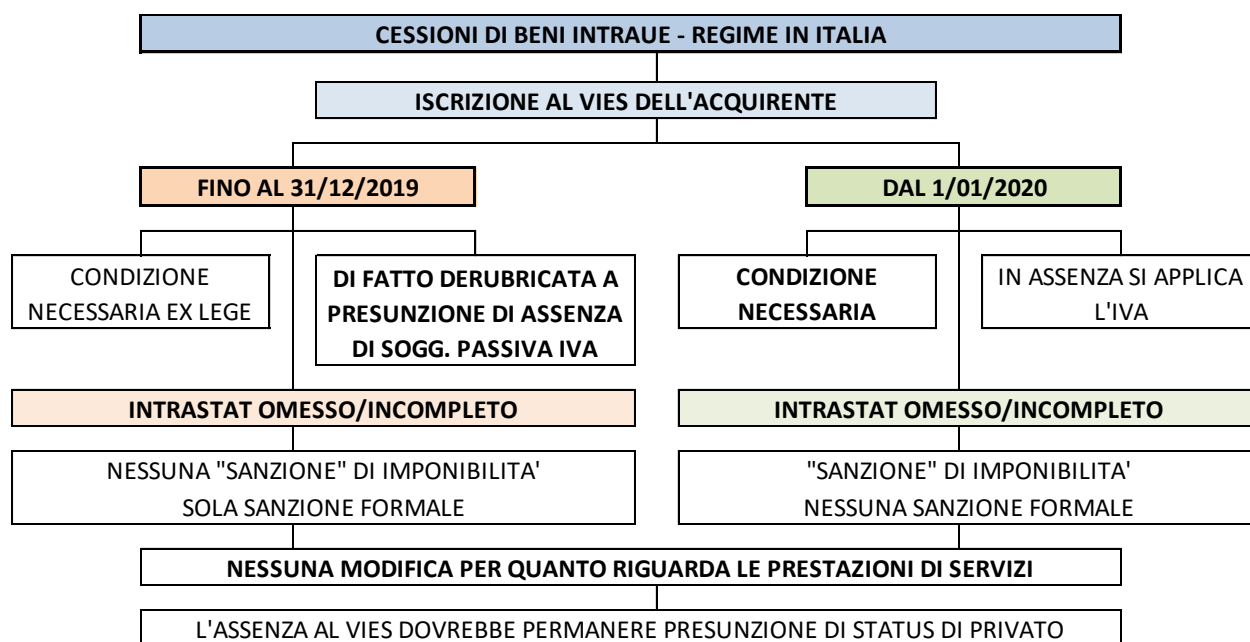 CESSIONI DI BENI INTRAUE - REGIME IN ITALIA
ISCRIZIONE AL VIES DELL'ACQUIRENTE
FINO AL 31/12/2019
DAL 1/01/2020
CONDIZIONE
NECESSARIA EX LEGE
DI FATTO DERUBRICATA A
PRESUNZIONE DI ASSENZA
DI SOGG. PASSIVA IVA
CONDIZIONE
NECESSARIA
IN ASSENZA SI APPLICA
L'IVA
INTRASTAT OMESSO/INCOMPLETO
INTRASTAT OMESSO/INCOMPLETO
NESSUNA "SANZIONE" DI IMPONIBILITA'
SOLA SANZIONE FORMALE
"SANZIONE" DI IMPONIBILITA'
NESSUNA SANZIONE FORMALE
NESSUNA MODIFICA PER QUANTO RIGUARDA LE PRESTAZIONI DI SERVIZI
L'ASSENZA AL VIES DOVREBBE PERMANERE PRESUNZIONE DI STATUS DI PRIVATO